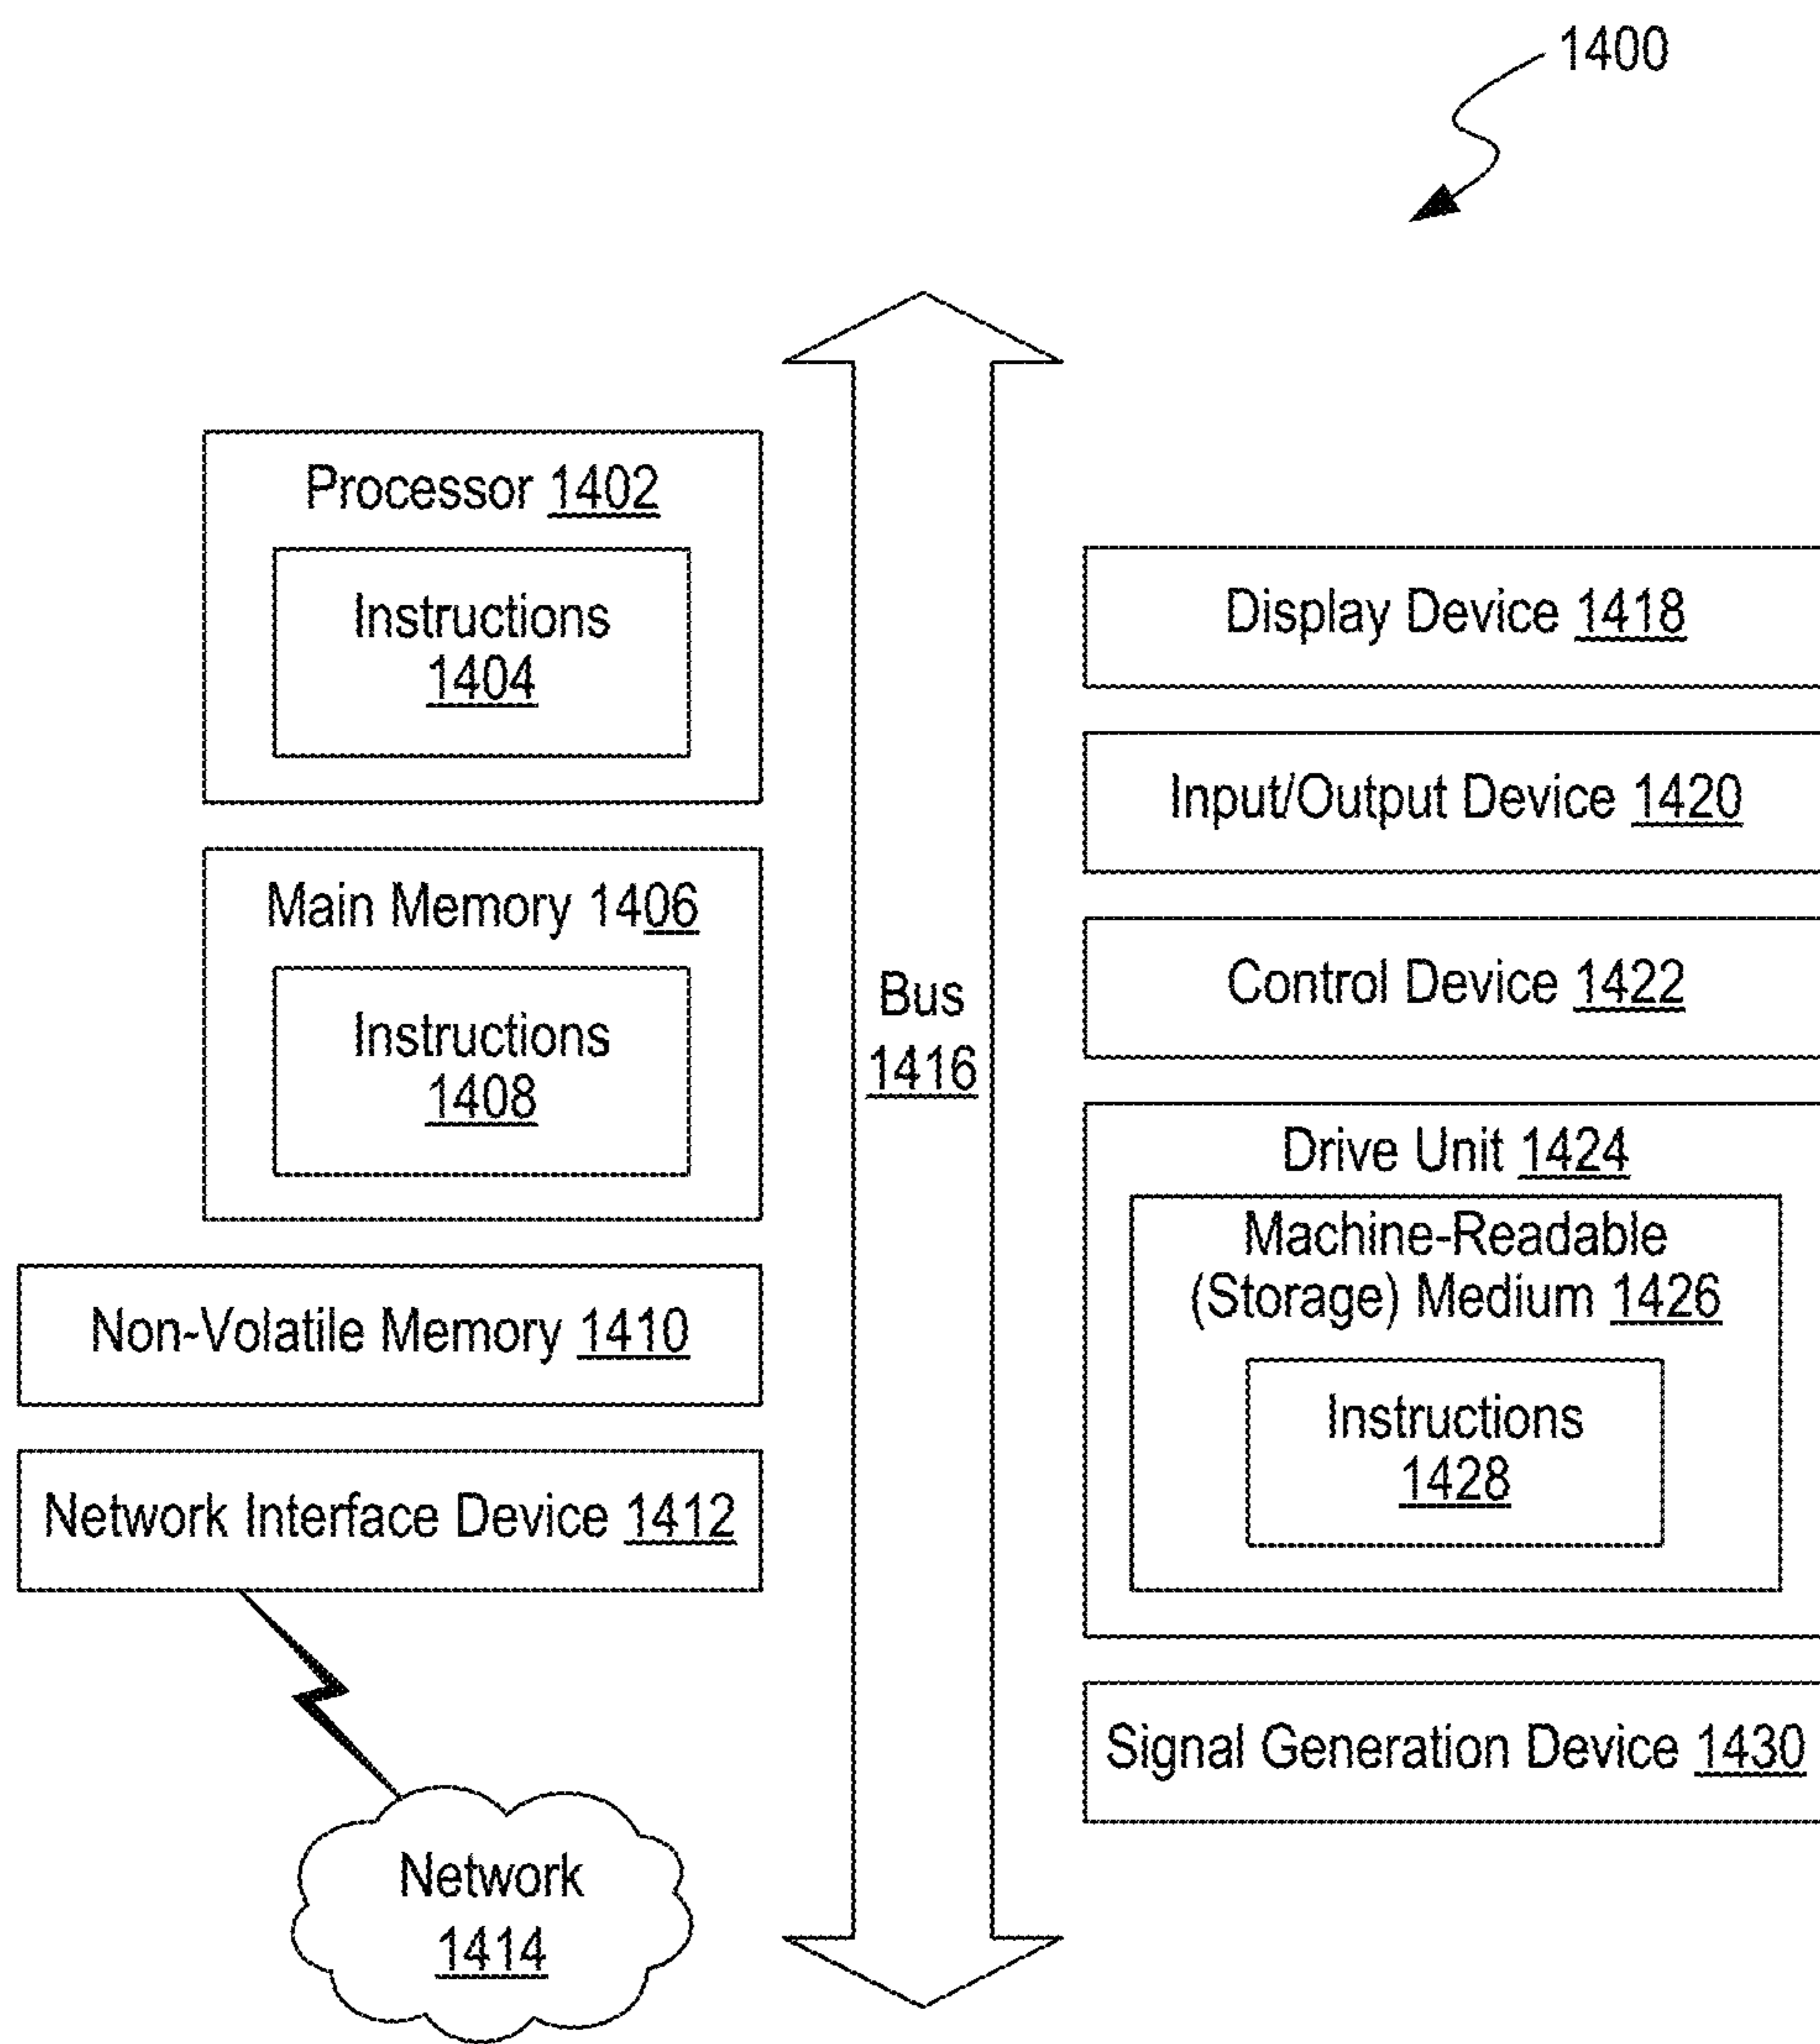 1400
Processor 1402
Instructions
1404
Main Memory 1406
Instructions
1408
Non-Volatile Memory 1410
Network Interface Device 1412
Network
1414
Bus
1416
Display Device 1418
Input/Output Device 1420
Control Device 1422
Drive Unit 1424
Machine-Readable
(Storage) Medium 1426
Instructions
1428
Signal Generation Device 1430